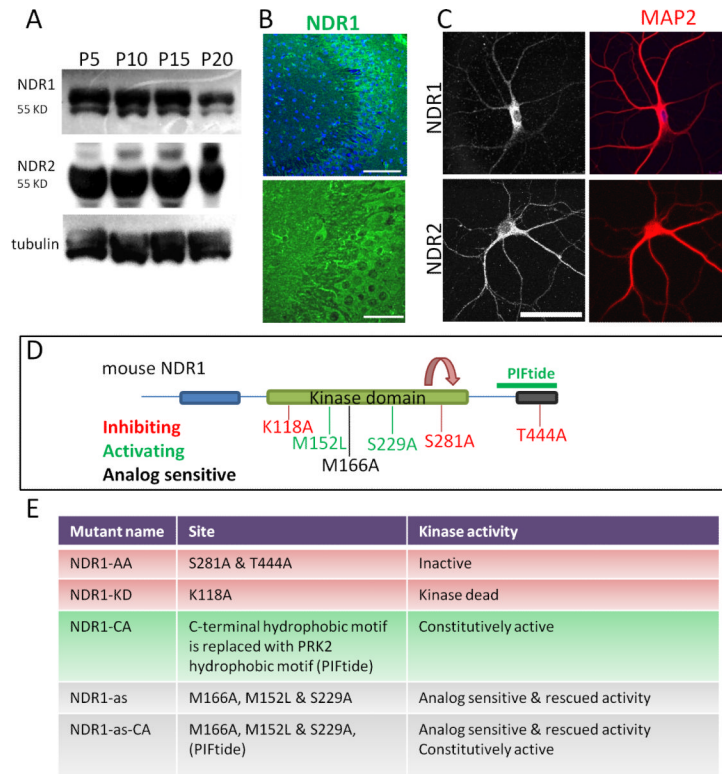 A
P5 P10 P15 P20
NDR1
55 KD
NDR2
55 KD
tubulin
B
NDR1
C
MAP2
NDR1
NDR2
D
mouse NDR1
PIFtide
Kinase domain
Inhibiting
Activating
Analog sensitive
K118A
M152L
M166A
S229A
S281A
T444A
E
Mutant name Site Kinase activity
NDR1-AA S281A & T444A Inactive
NDR1-KD K118A Kinase dead
NDR1-CA C-terminal hydrophobic motif Constitutively active
is replaced with PRK2
hydrophobic motif (PIFtide)
NDR1-as M166A, M152L & S229A Analog sensitive & rescued activity
NDR1-as-CA M166A, M152L & S229A, Analog sensitive & rescued activity
(PIFtide) Constitutively active